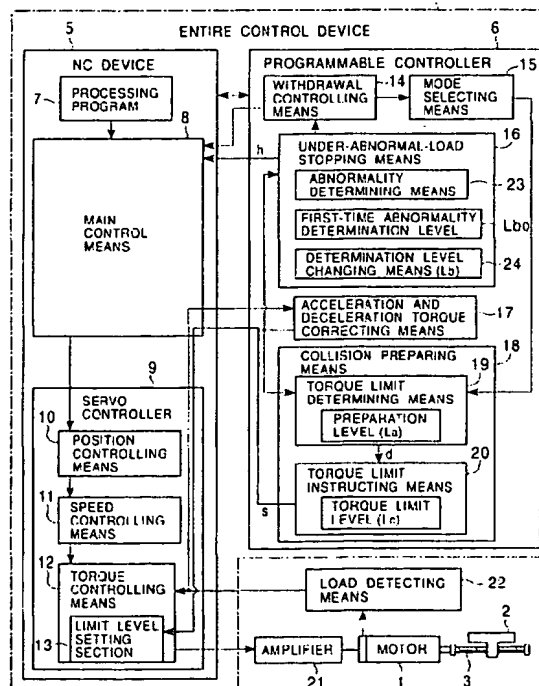 ENTIRE CONTROL DEVICE
5
6
NC DEVICE
7
PROCESSING
PROGRAM
8
MAIN
CONTROL
MEANS
9
SERVO
CONTROLLER
10
POSITION
CONTROLLING
MEANS
11
SPEED
CONTROLLING
MEANS
12
TORQUE
CONTROLLING
MEANS
13
LIMIT LEVEL
SETTING
SECTION
PROGRAMMABLE CONTROLLER
WITHDRAWAL
CONTROLLING
MEANS
14
MODE
SELECTING
MEANS
15
h
16
UNDER-ABNORMAL-LOAD
STOPPING MEANS
ABNORMALITY
DETERMINING MEANS
23
FIRST-TIME ABNORMALITY
DETERMINATION LEVEL
Lbo
DETERMINATION LEVEL
CHANGING MEANS (Lb)
24
ACCELERATION AND
DECELERATION TORQUE
CORRECTING MEANS
17
COLLISION PREPARING
MEANS
18
19
TORQUE LIMIT
DETERMINING MEANS
PREPARATION
LEVEL (La)
d
20
s
TORQUE LIMIT
INSTRUCTING MEANS
TORQUE LIMIT
LEVEL (Lc)
LOAD DETECTING
MEANS
22
2
AMPLIFIER
21
MOTOR
1
3